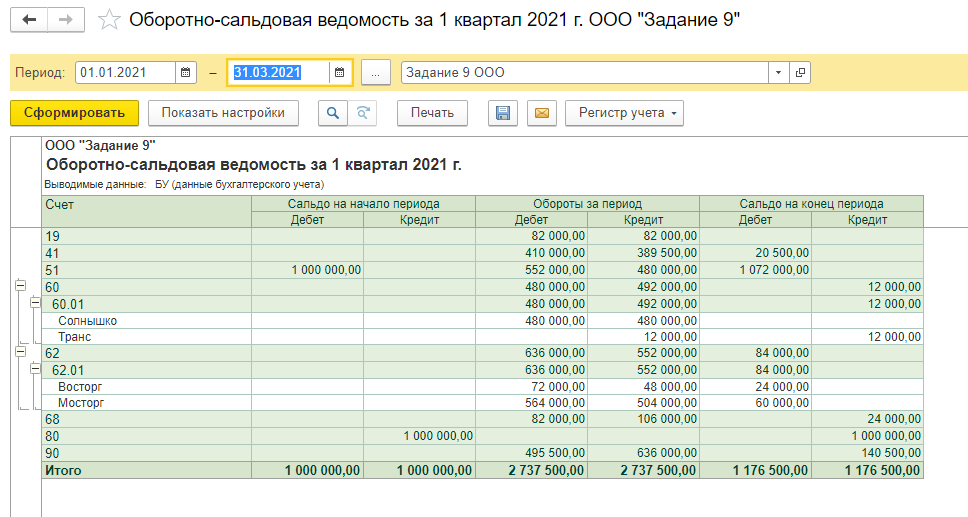 Оборотно-сальдовая ведомость за 1 квартал 2021 г. ООО "Задание 9"
Период: 01.01.2021 – 31.03.2021 ... Задание 9 ООО
Сформировать Показать настройки Печать Регистр учета
ООО "Задание 9"
Оборотно-сальдовая ведомость за 1 квартал 2021 г.
Выводимые данные: БУ (данные бухгалтерского учета)
Счет Сальдо на начало периода Обороты за период Сальдо на конец периода
Дебет Кредит Дебет Кредит Дебет Кредит
19 82 000,00 82 000,00
41 410 000,00 389 500,00 20 500,00
51 1 000 000,00 552 000,00 480 000,00 1 072 000,00
60 480 000,00 492 000,00 12 000,00
60.01 480 000,00 492 000,00 12 000,00
Солнышко 480 000,00 480 000,00
Транс 12 000,00 12 000,00
62 636 000,00 552 000,00 84 000,00
62.01 636 000,00 552 000,00 84 000,00
Восторг 72 000,00 48 000,00 24 000,00
Мосторг 564 000,00 504 000,00 60 000,00
68 82 000,00 106 000,00 24 000,00
80 1 000 000,00 1 000 000,00
90 495 500,00 636 000,00 140 500,00
Итого 1 000 000,00 1 000 000,00 2 737 500,00 2 737 500,00 1 176 500,00 1 176 500,00